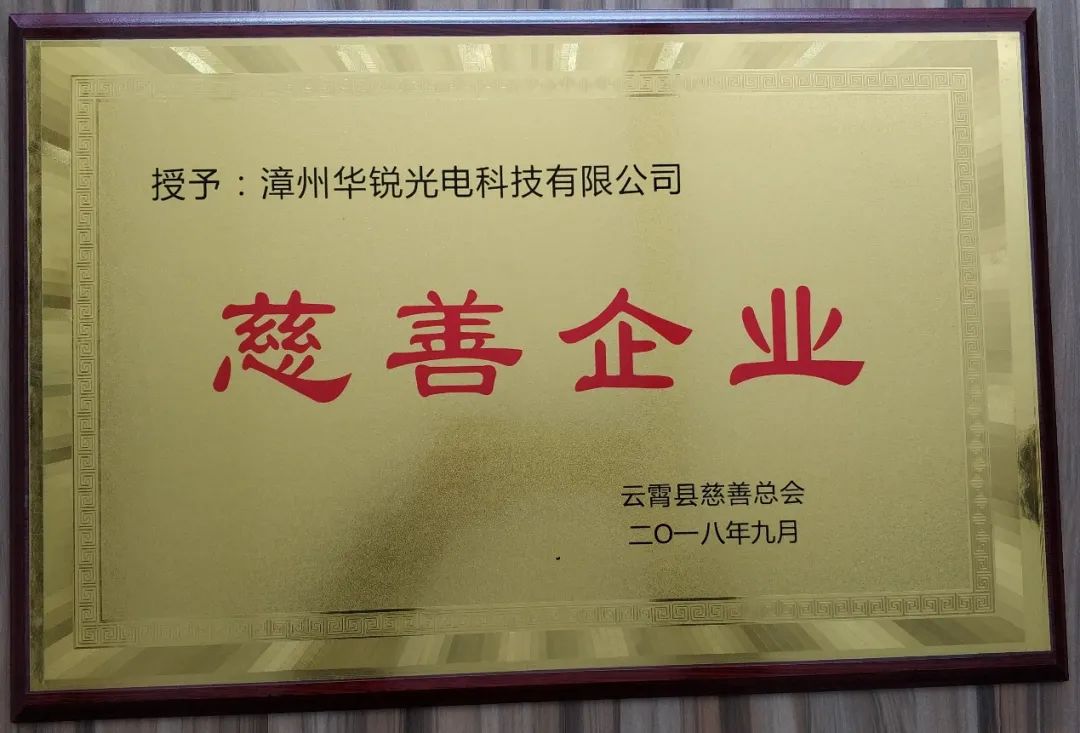 授予：漳州华锐光电科技有限公司
慈善企业
云霄县慈善总会
二O一八年九月